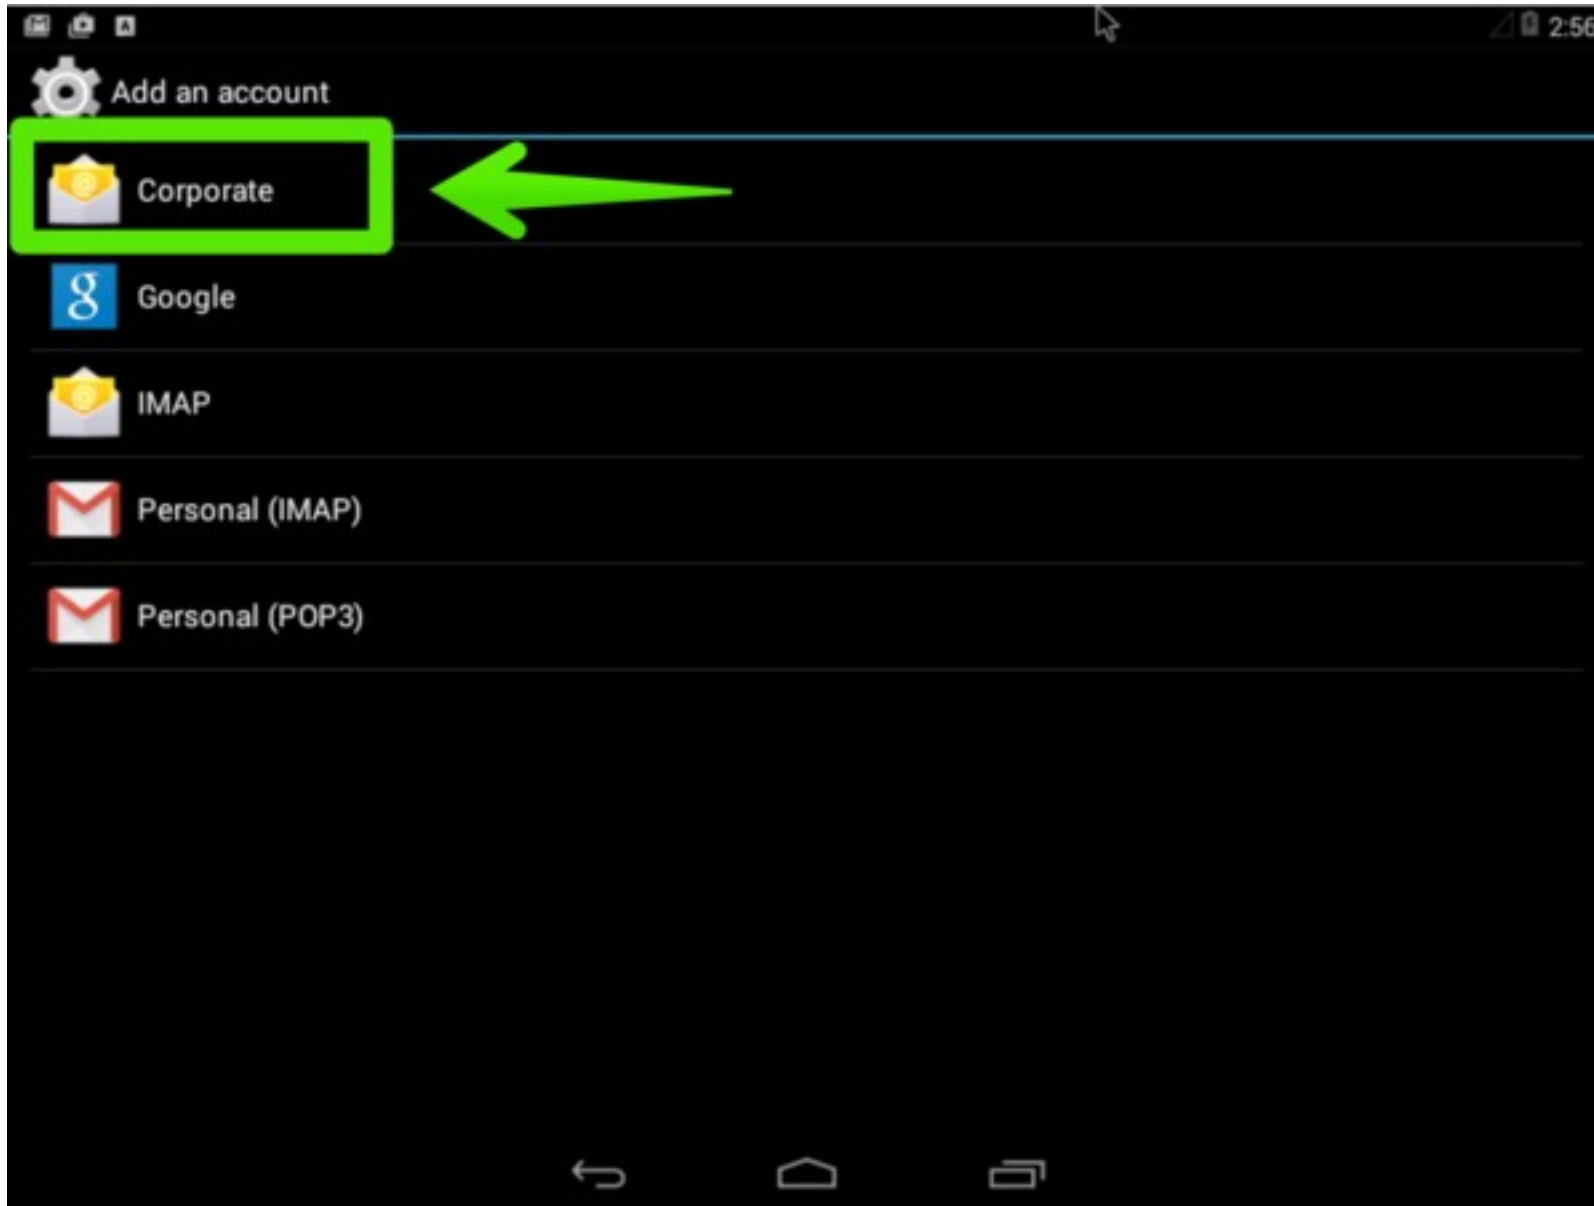 2:56
Add an account
Corporate
g Google
IMAP
Personal (IMAP)
Personal (POP3)